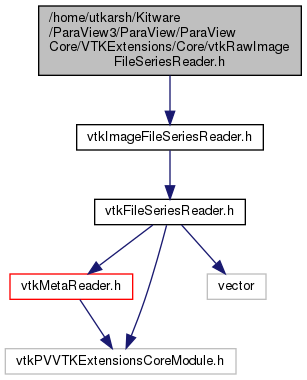 /home/utkarsh/Kitware
/ParaView3/ParaView/ParaView
Core/VTKExtensions/Core/vtkRawImage
FileSeriesReader.h
vtkImageFileSeriesReader.h
vtkFileSeriesReader.h
vtkMetaReader.h
vector
vtkPVVTKExtensionsCoreModule.h